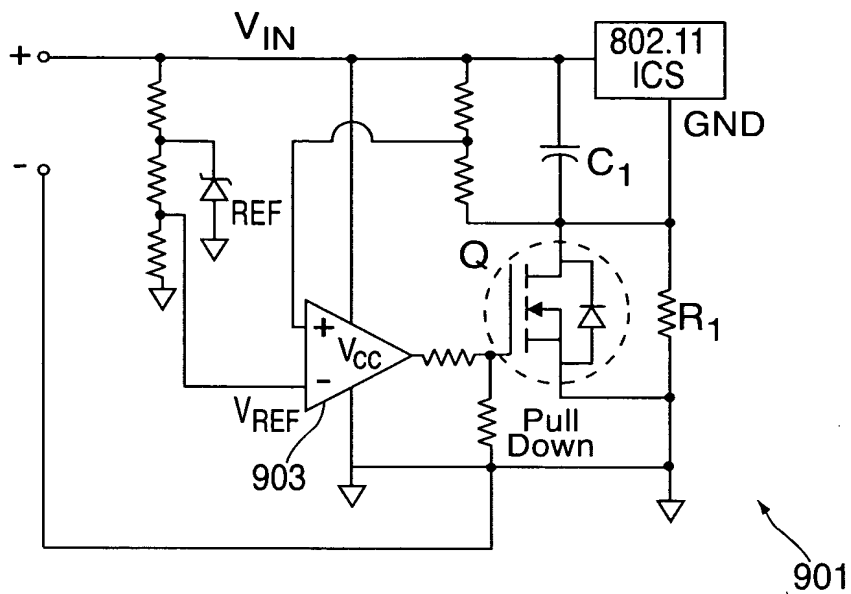 +
V_IN
802.11
ICS
GND
-
REF
C_1
Q
+
V_CC
-
R_1
V_REF
Pull
Down
903
901